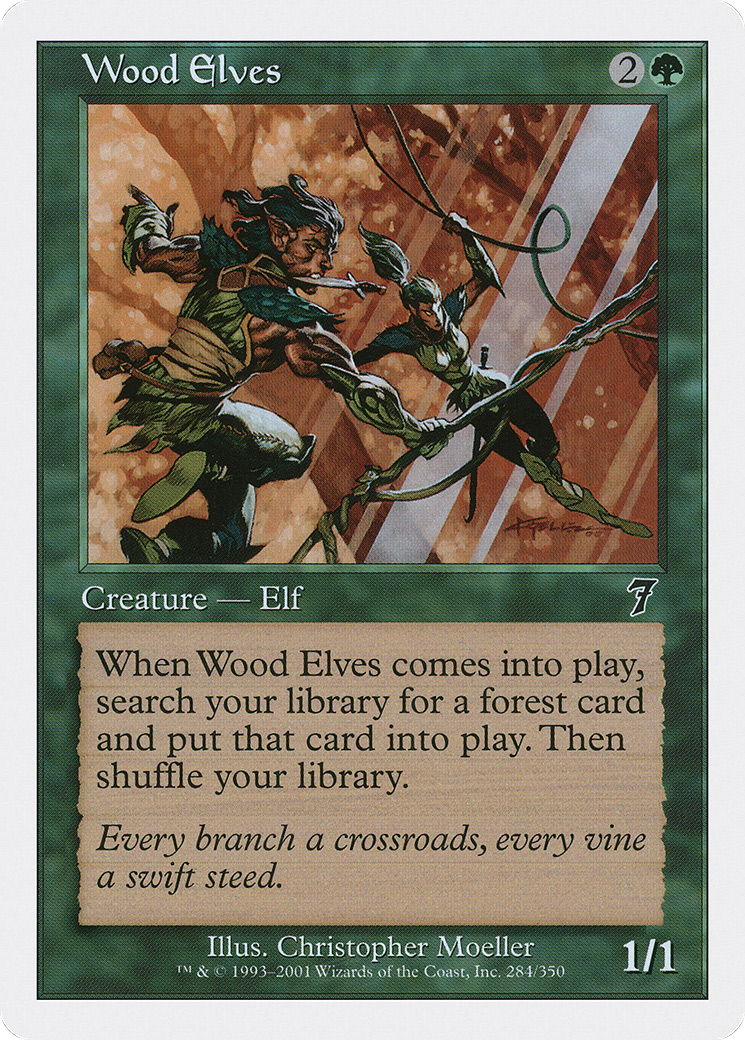 Wood Elves 2
Creature — Elf 7
When Wood Elves comes into play,
search your library for a forest card
and put that card into play. Then
shuffle your library.
Every branch a crossroads, every vine
a swift steed.
Illus. Christopher Moeller
™ & © 1993–2001 Wizards of the Coast, Inc. 284/350
1/1